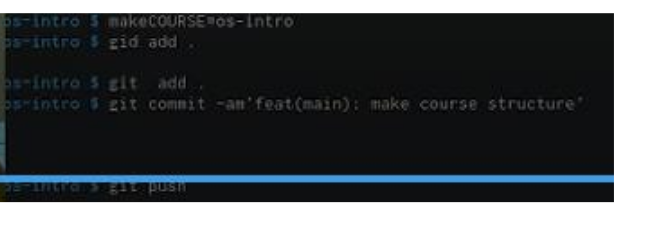 os-intro $ makeCOURSE=os-intro
os-intro $ gid add .
os-intro $ git  add .
os-intro $ git commit -am'feat(main): make course structure'
os-intro $ git push